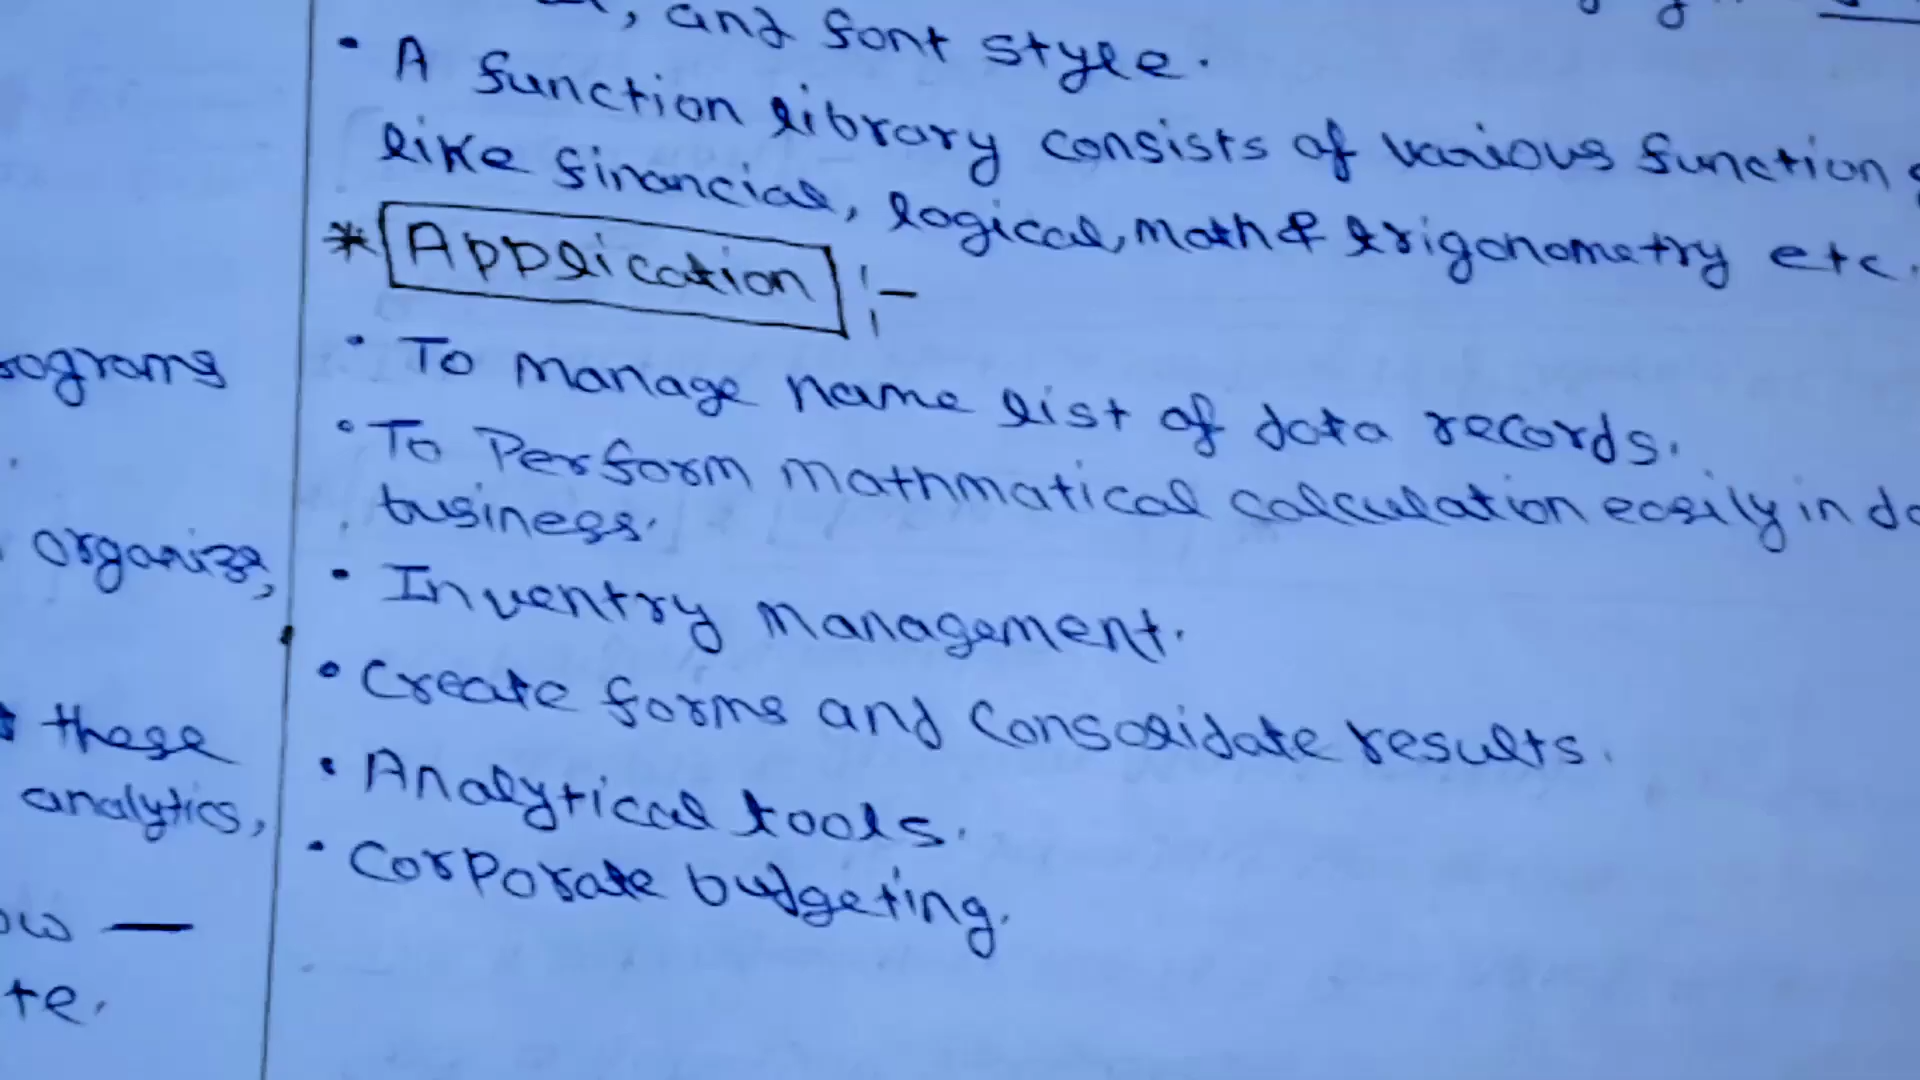 , and font style.
• A function library consists of various function
like financial, logical, math & trigonometry etc.
* Application :-
• To manage name list of data records.
• To Perform mathmatical calculation easily in
business.
• Inventry management.
• Create forms and Consolidate results.
• Analytical tools.
• Corporate budgeting.
organize,
these
analytics,